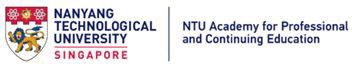 NANYANG
TECHNOLOGICAL
UNIVERSITY
SINGAPORE
NTU Academy for Professional
and Continuing Education